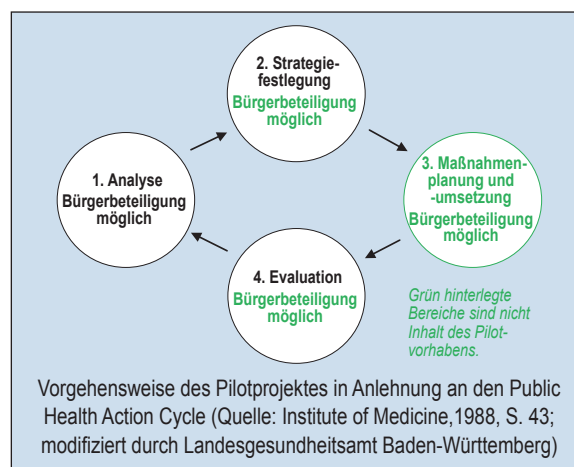 2. Strategie-
festlegung
Bürgerbeteiligung
möglich
1. Analyse
Bürgerbeteiligung
möglich
3. Maßnahmen-
planung und
-umsetzung
Bürgerbeteiligung
möglich
4. Evaluation
Bürgerbeteiligung
möglich
Grün hinterlegte
Bereiche sind nicht
Inhalt des Pilot-
vorhabens.
Vorgehensweise des Pilotprojektes in Anlehnung an den Public
Health Action Cycle (Quelle: Institute of Medicine,1988, S. 43;
modifiziert durch Landesgesundheitsamt Baden-Württemberg)